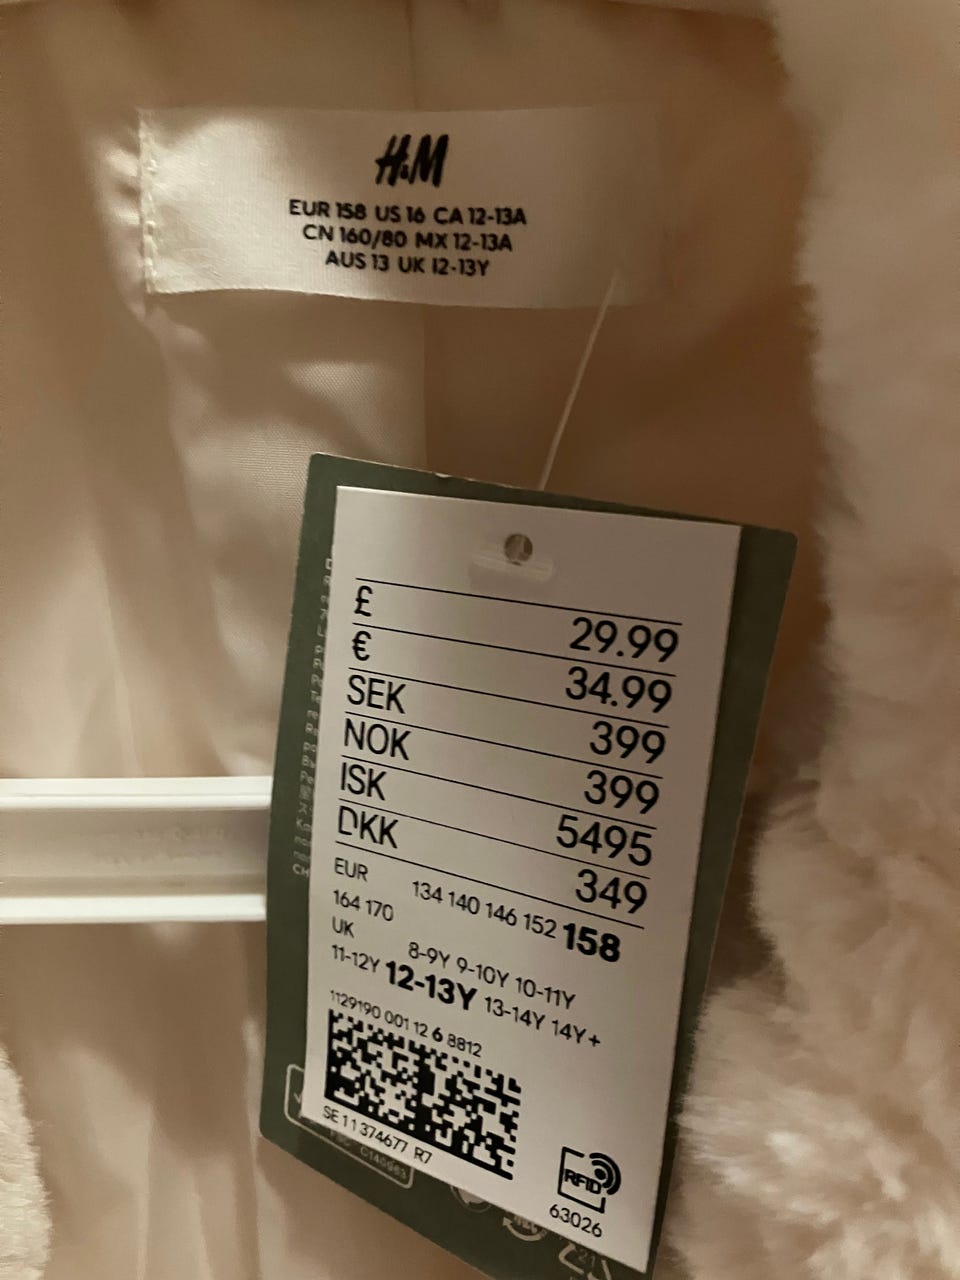 H&M
EUR 158 US 16 CA 12-13A
CN 160/80 MX 12-13A
AUS 13 UK 12-13Y
£ 29.99
€ 34.99
SEK 399
NOK 399
ISK 5495
DKK 349
EUR 134 140 146 152 158
164 170
UK 8-9Y 9-10Y 10-11Y
11-12Y 12-13Y 13-14Y 14Y+
1129190 001 12 6 8812
SE 11 374677 R7
RFID
63026
C140963